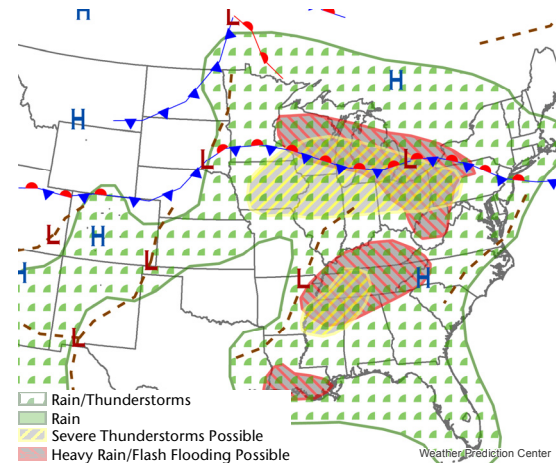 H
L
H
H
L
L
L
H
L
H
L
H
L
L
Rain/Thunderstorms
Rain
Severe Thunderstorms Possible
Weather Prediction Center
Heavy Rain/Flash Flooding Possible